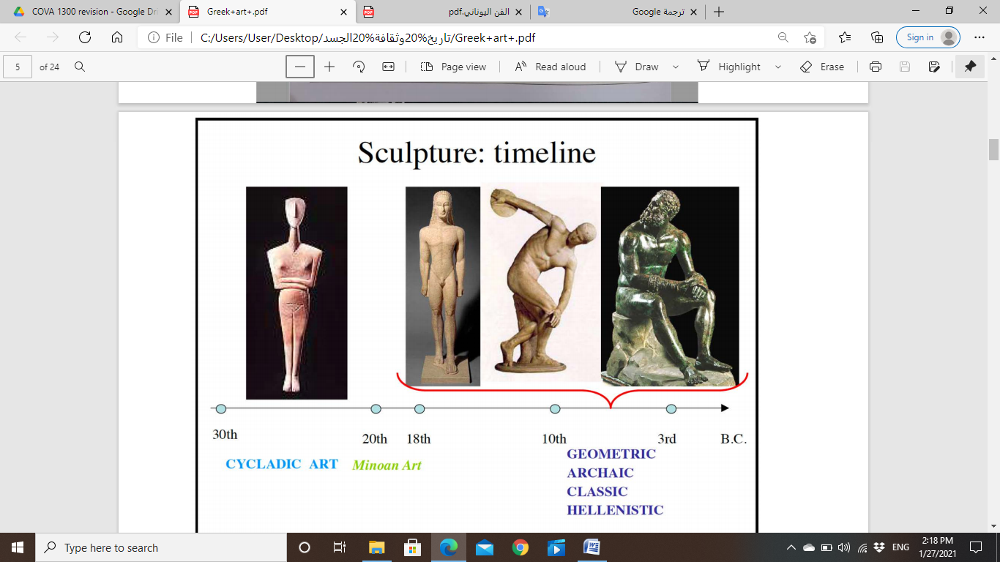 COVA 1300 revision - Google Dri
Greek+art+.pdf
الفن اليوناني.pdf
ترجمة Google
File
C:/Users/User/Desktop/تاريخ%20وثقافة%20الجسد/Greek+art+.pdf
Sign in
5 of 24
Page view
Read aloud
Draw
Highlight
Erase
Sculpture: timeline
30th
20th
18th
10th
3rd
B.C.
CYCLADIC ART
Minoan Art
GEOMETRIC
ARCHAIC
CLASSIC
HELLENISTIC
Type here to search
ENG
2:18 PM
1/27/2021